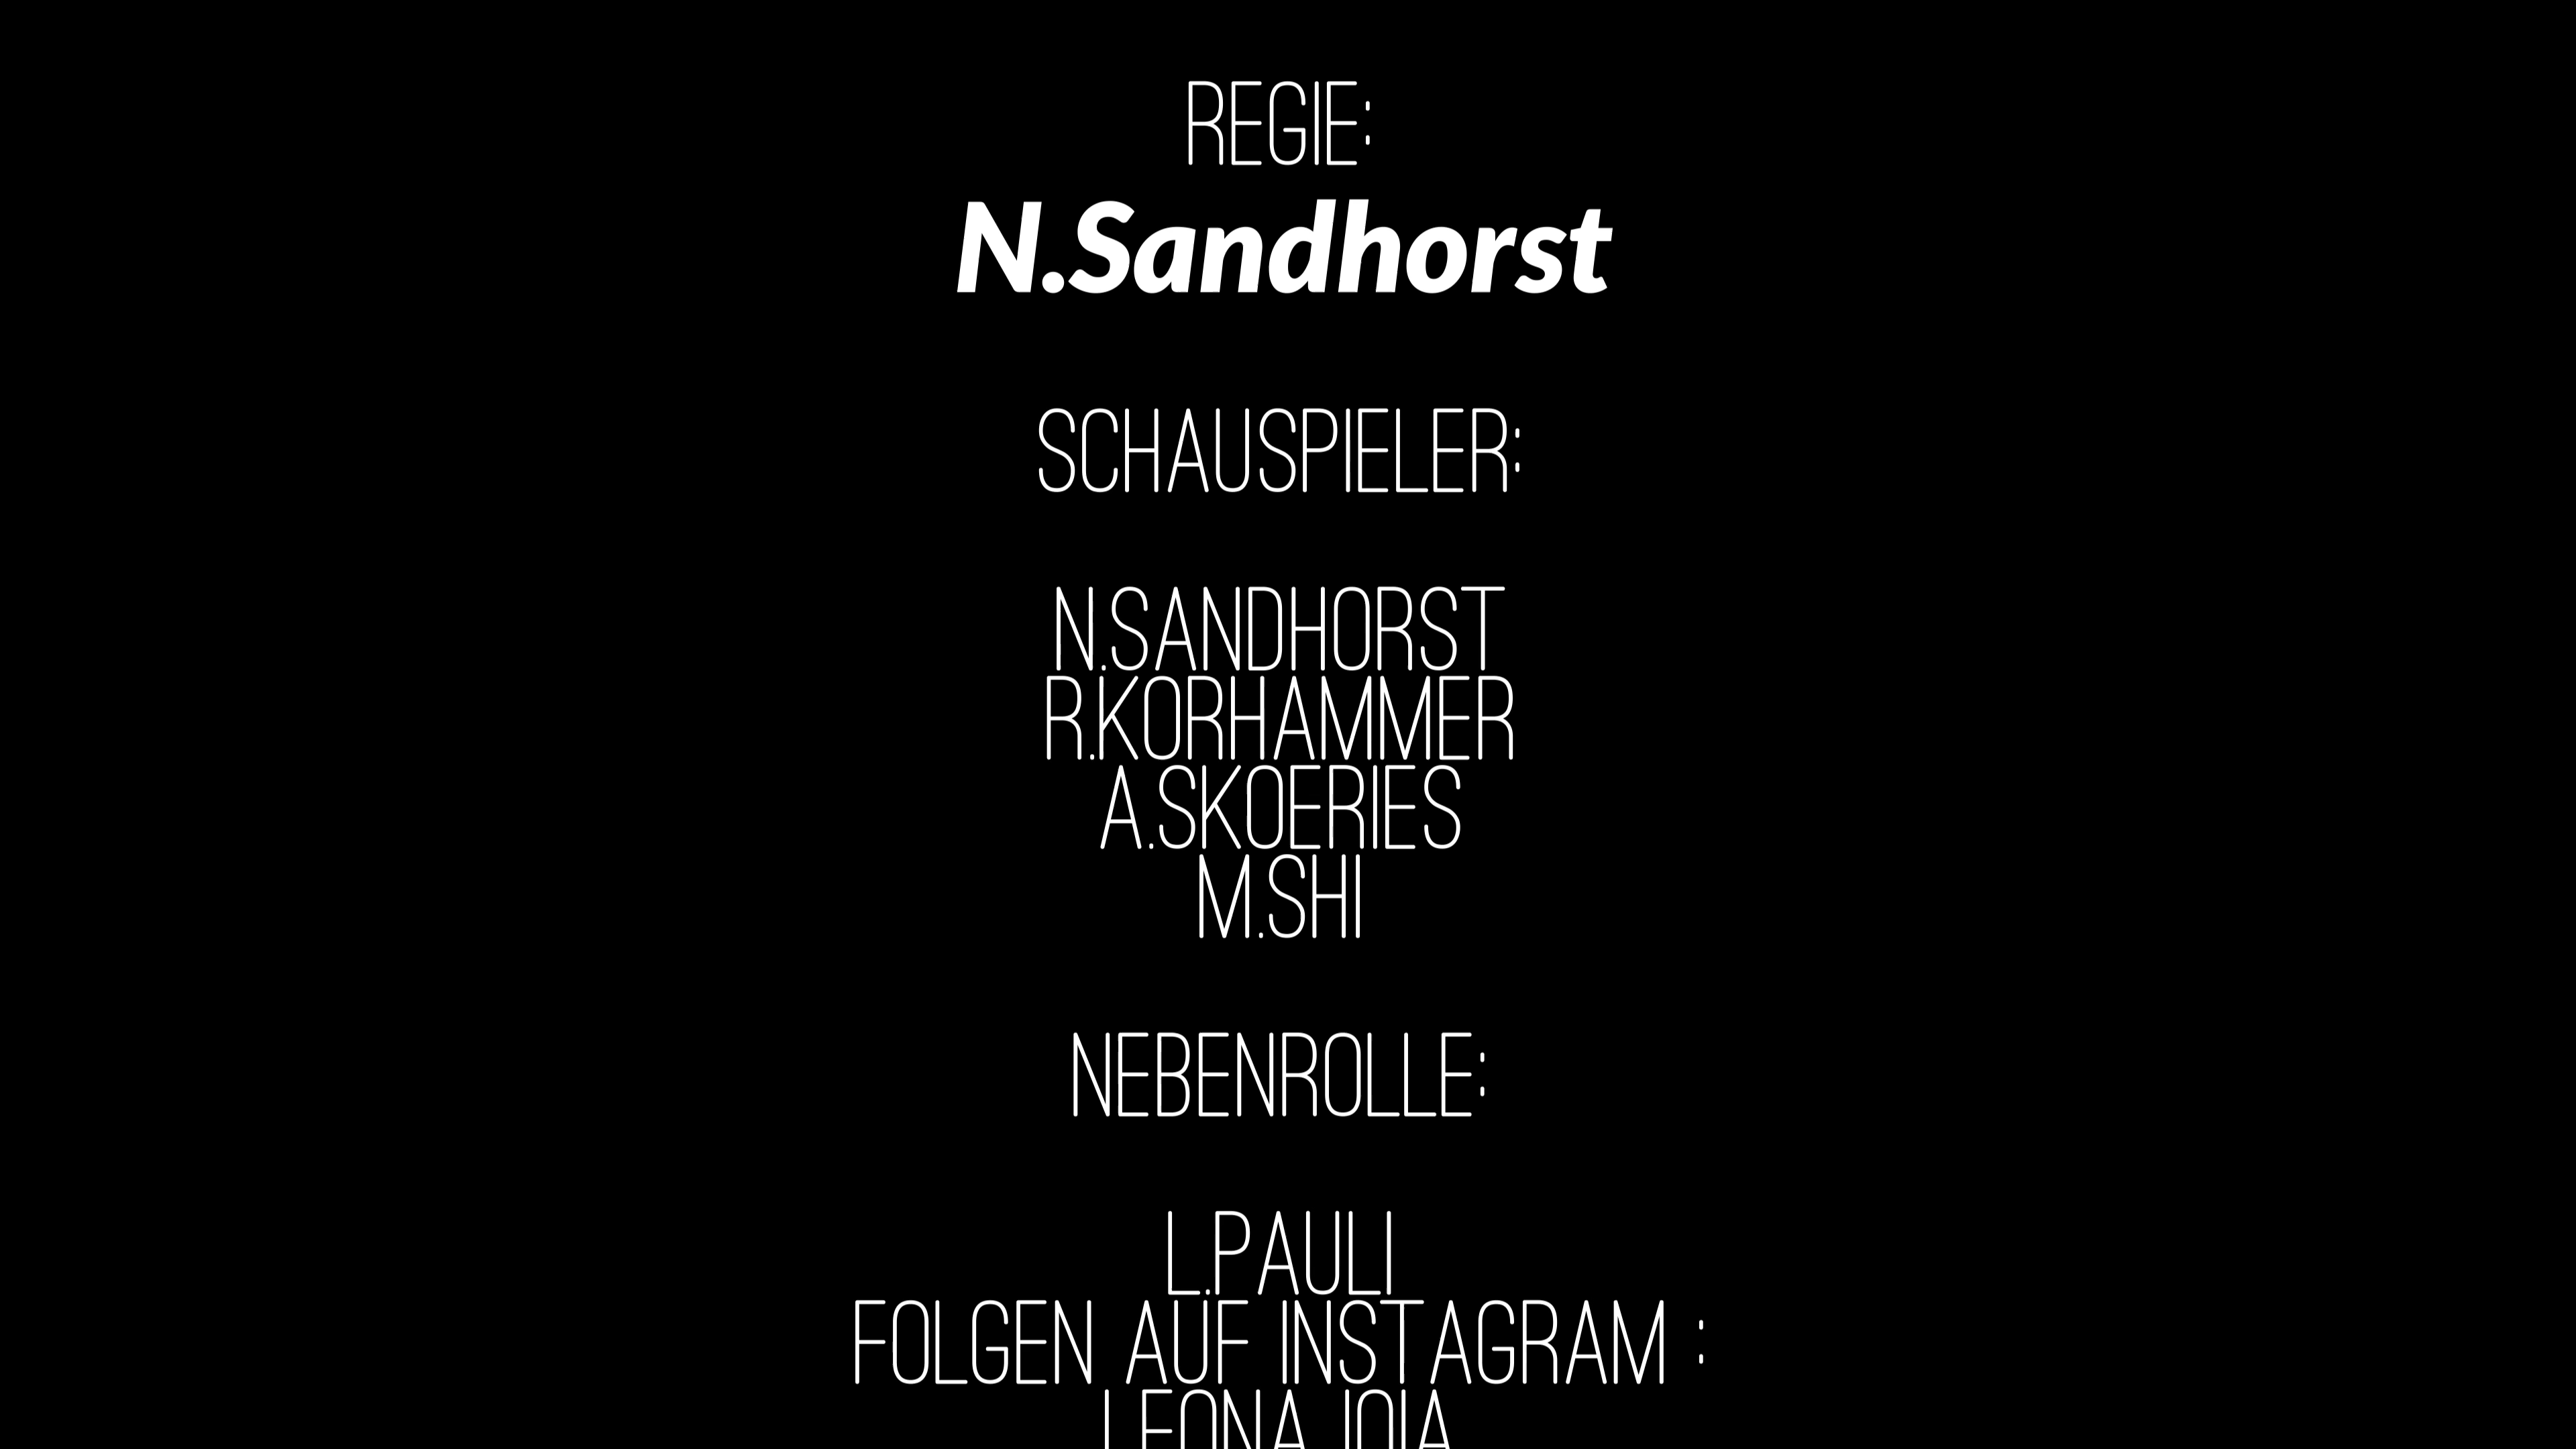 REGIE:
N.Sandhorst
SCHAUSPIELER:
N.SANDHORST
R.KORHAMMER
A.SKOERIES
M.SHI
NEBENROLLE:
L.PAULI
FOLGEN AUF INSTAGRAM :